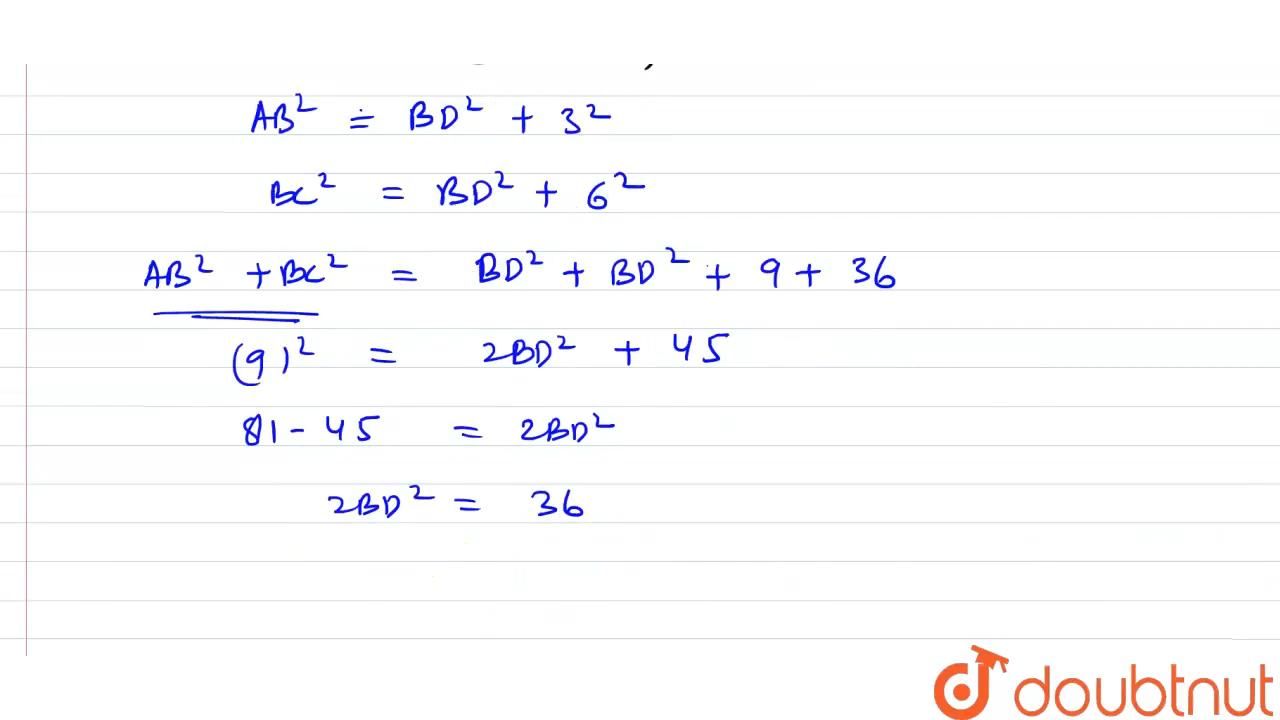 AB² = BD² + 3²
BC² = BD² + 6²
AB² + BC² = BD² + BD² + 9 + 36
(9)² = 2BD² + 45
81 - 45 = 2BD²
2BD² = 36
doubtnut